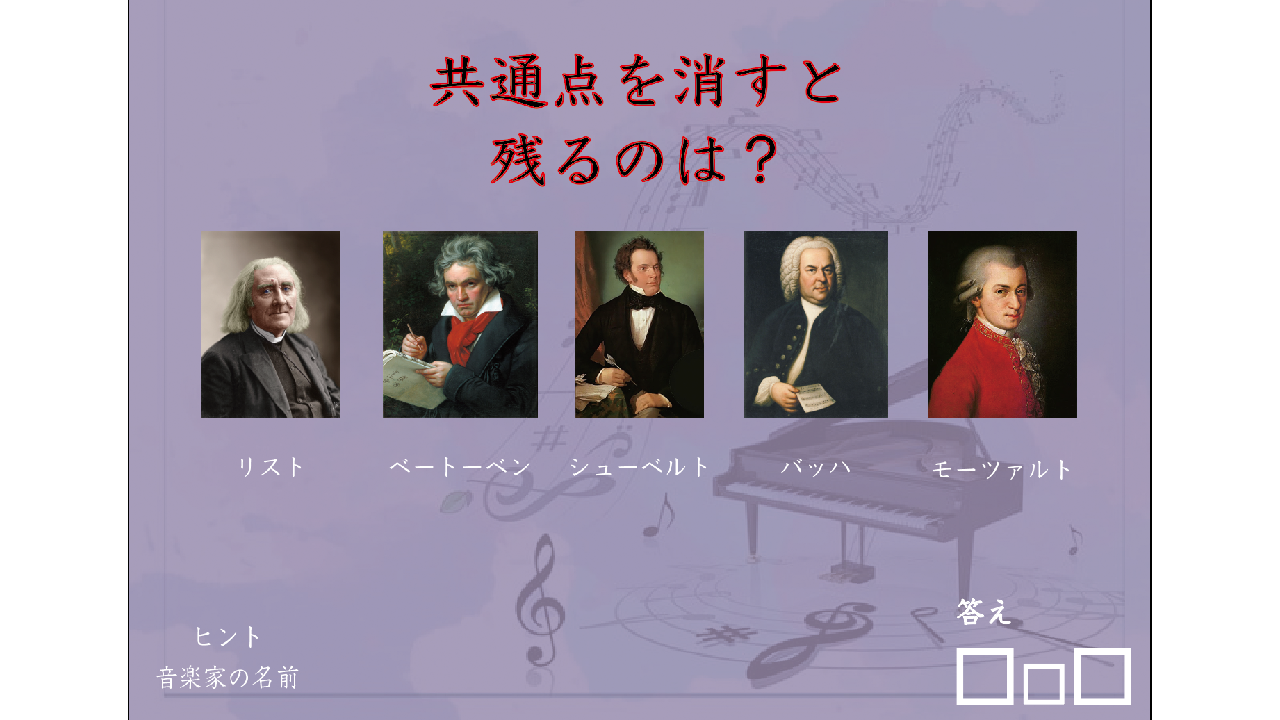 共通点を消すと
残るのは？
リスト
ベートーベン
シューベルト
バッハ
モーツァルト
ヒント
音楽家の名前
答え